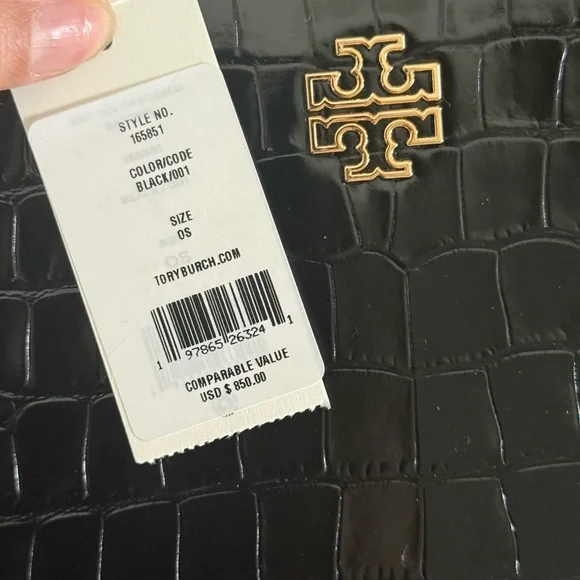 STYLE NO.
165851
COLOR/CODE
BLACK/001
SIZE
OS
TORYBURCH.COM
1 97865 26324 1
COMPARABLE VALUE
USD $ 850.00